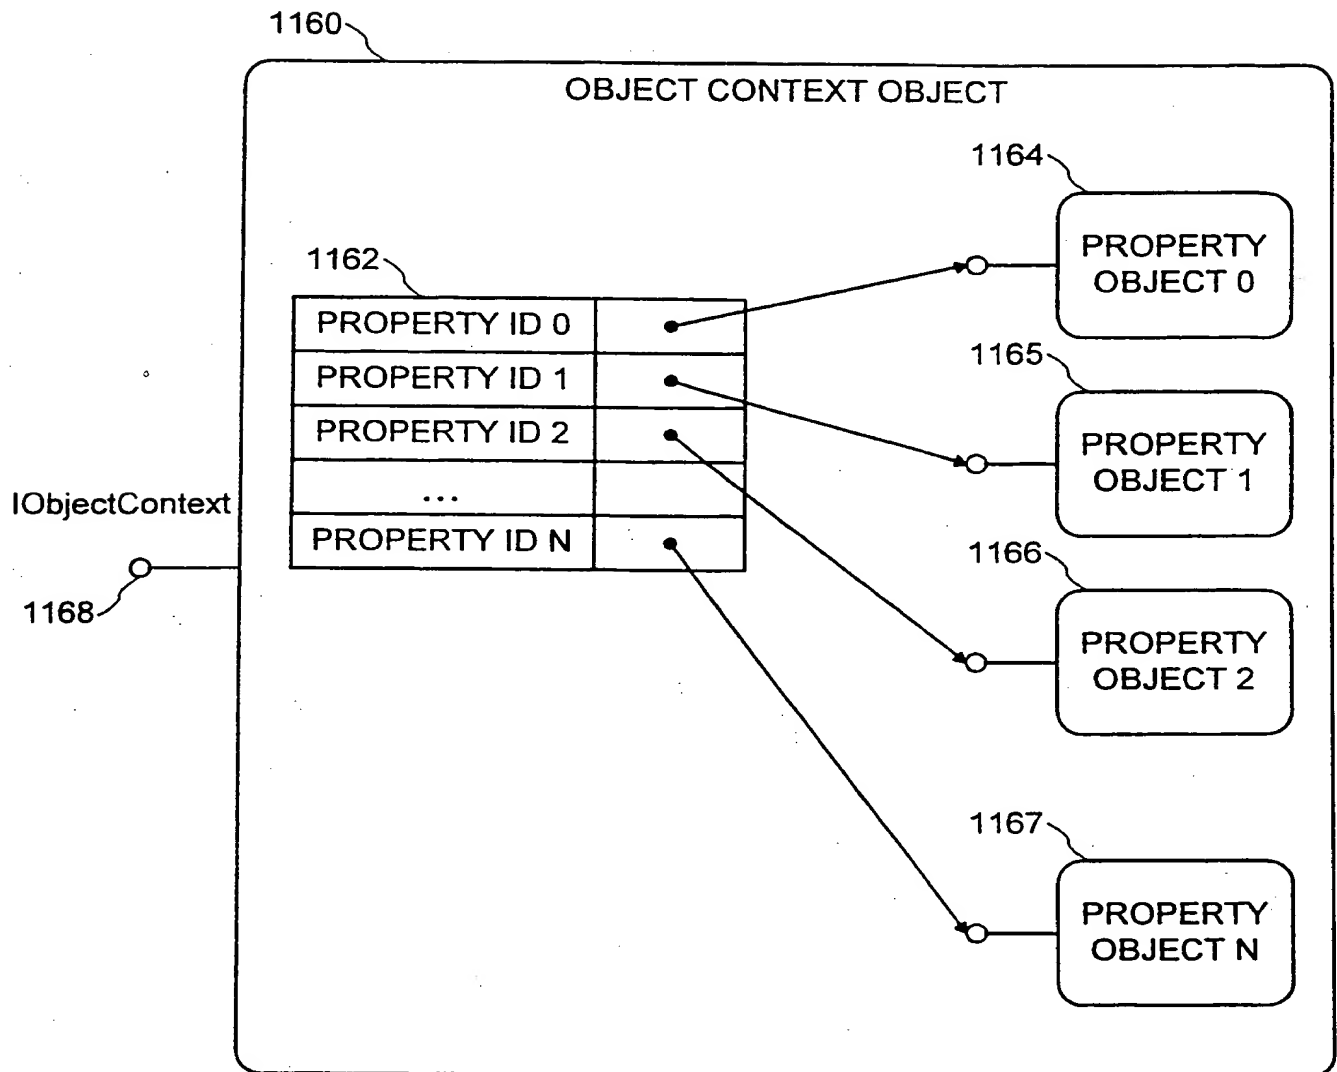 1160
OBJECT CONTEXT OBJECT
1164
PROPERTY
OBJECT 0
1162
PROPERTY ID 0
PROPERTY ID 1
PROPERTY ID 2
...
PROPERTY ID N
1165
PROPERTY
OBJECT 1
IObjectContext
1168
1166
PROPERTY
OBJECT 2
1167
PROPERTY
OBJECT N